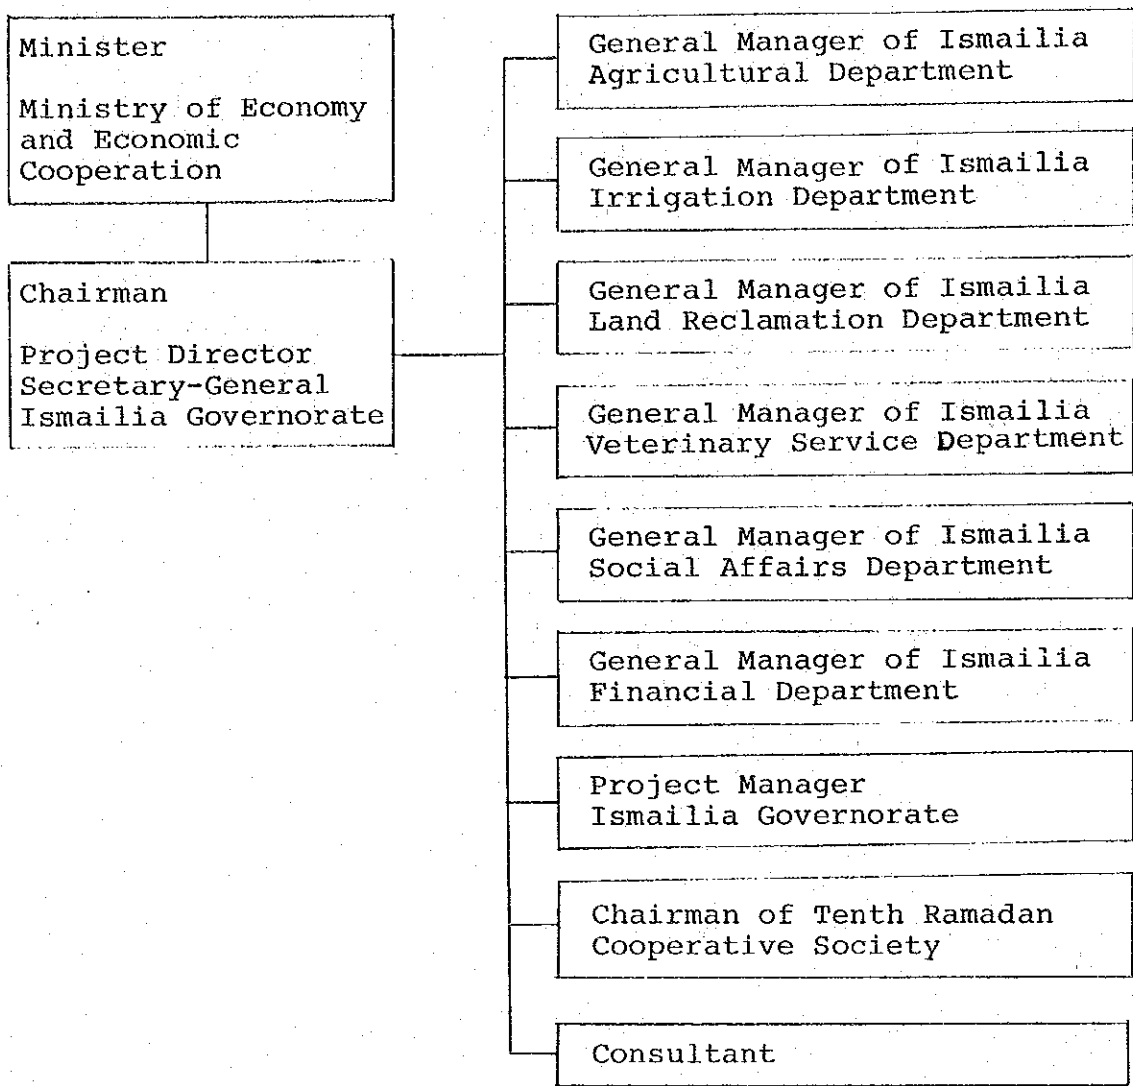 Minister
Ministry of Economy
and Economic
Cooperation
Chairman
Project Director
Secretary-General
Ismailia Governorate
General Manager of Ismailia
Agricultural Department
General Manager of Ismailia
Irrigation Department
General Manager of Ismailia
Land Reclamation Department
General Manager of Ismailia
Veterinary Service Department
General Manager of Ismailia
Social Affairs Department
General Manager of Ismailia
Financial Department
Project Manager
Ismailia Governorate
Chairman of Tenth Ramadan
Cooperative Society
Consultant